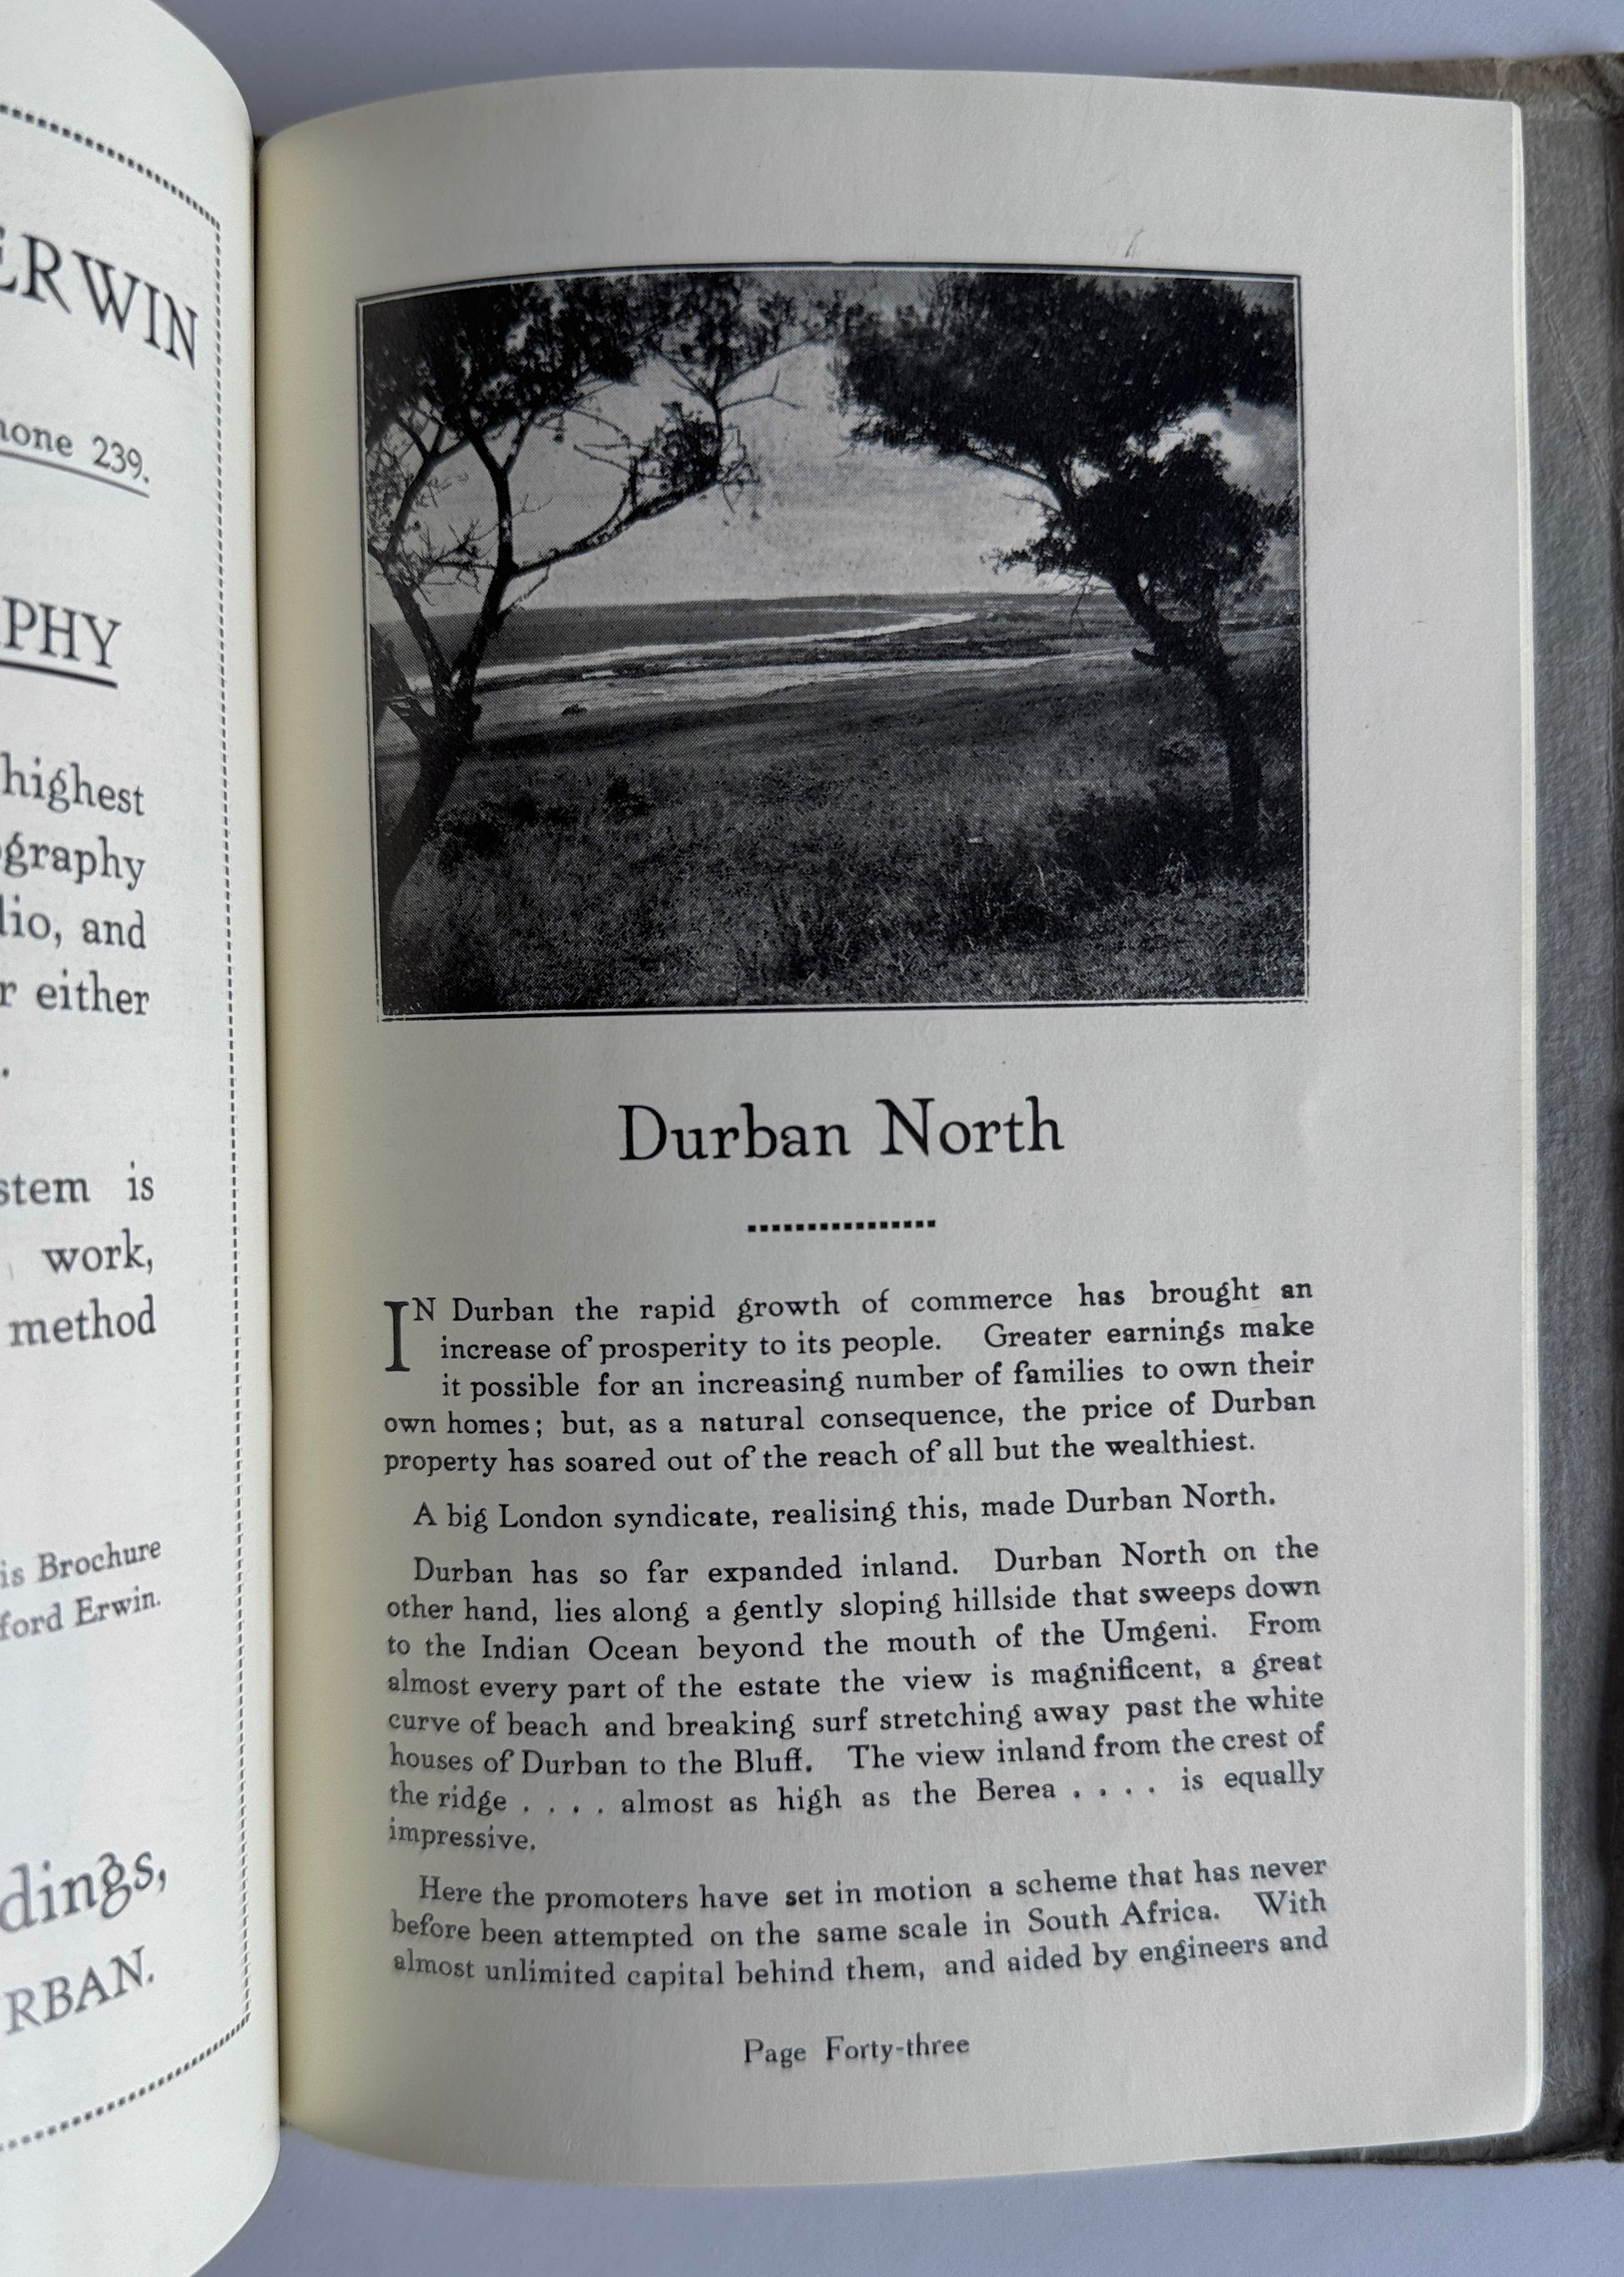 ERWIN
hone 239.
PHY
highest
ography
dio, and
r either
.
stem is
work,
method
is Brochure
ford Erwin.
dings,
RBAN.
Durban North
IN Durban the rapid growth of commerce has brought an
increase of prosperity to its people. Greater earnings make
it possible for an increasing number of families to own their
own homes; but, as a natural consequence, the price of Durban
property has soared out of the reach of all but the wealthiest.
A big London syndicate, realising this, made Durban North.
Durban has so far expanded inland. Durban North on the
other hand, lies along a gently sloping hillside that sweeps down
to the Indian Ocean beyond the mouth of the Umgeni. From
almost every part of the estate the view is magnificent, a great
curve of beach and breaking surf stretching away past the white
houses of Durban to the Bluff. The view inland from the crest of
the ridge . . . . almost as high as the Berea . . . . is equally
impressive.
Here the promoters have set in motion a scheme that has never
before been attempted on the same scale in South Africa. With
almost unlimited capital behind them, and aided by engineers and
Page Forty-three